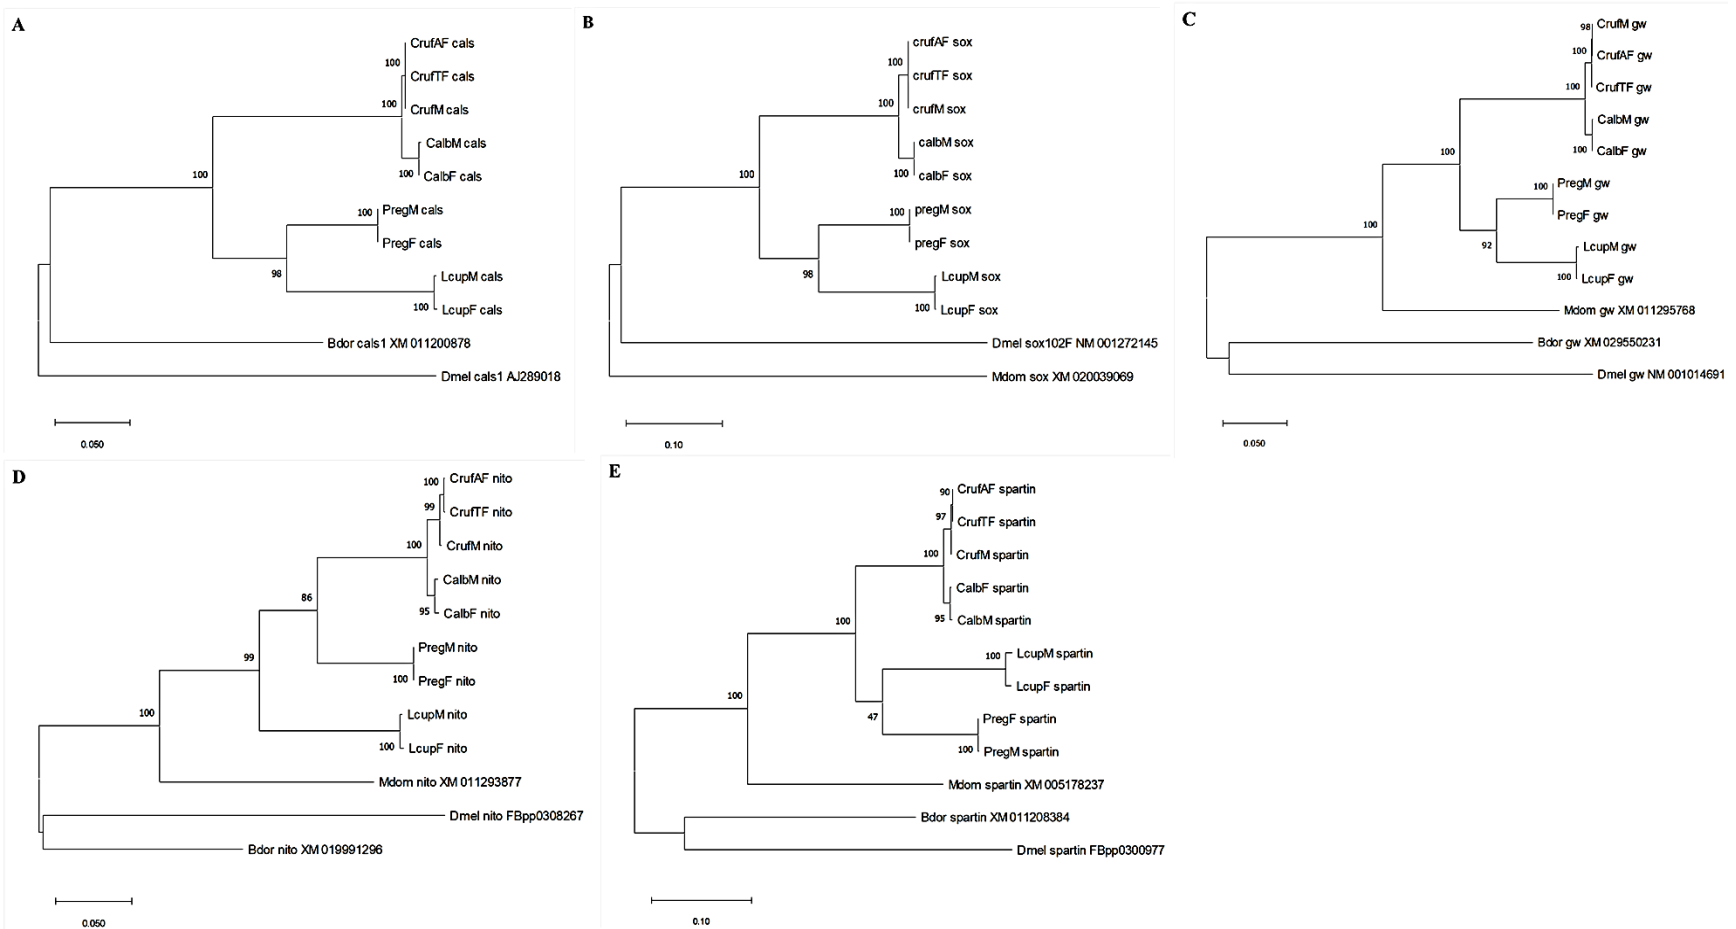 A
CrufAF cals
100
CrufTF cals
100
CrufM cals
CalbM cals
100
CalbF cals
100
PregM cals
100
PregF cals
98
LcupM cals
100
LcupF cals
Bdor cals1 XM 011200878
Dmel cals1 AJ289018
0.050
B
crufAF sox
100
crufTF sox
100
crufM sox
calbM sox
100
calbF sox
100
pregM sox
100
pregF sox
98
LcupM sox
100
LcupF sox
Dmel sox102F NM 001272145
Mdom sox XM 020039069
0.10
C
98
CrufM gw
100
CrufAF gw
100
CrufTF gw
CalbM gw
100
100
CalbF gw
100
PregM gw
PregF gw
100
92
LcupM gw
100
LcupF gw
Mdom gw XM 011295768
Bdor gw XM 029550231
Dmel gw NM 001014691
0.050
D
100
CrufAF nito
99
CrufTF nito
100
CrufM nito
CalbM nito
86
95
CalbF nito
PregM nito
99
100
PregF nito
100
LcupM nito
100
LcupF nito
Mdom nito XM 011293877
Dmel nito FBpp0308267
Bdor nito XM 019991296
0.050
E
90
CrufAF spartin
97
CrufTF spartin
100
CrufM spartin
CalbF spartin
100
95
CalbM spartin
100
LcupM spartin
100
LcupF spartin
47
PregF spartin
100
PregM spartin
Mdom spartin XM 005178237
Bdor spartin XM 011208384
Dmel spartin FBpp0300977
0.10